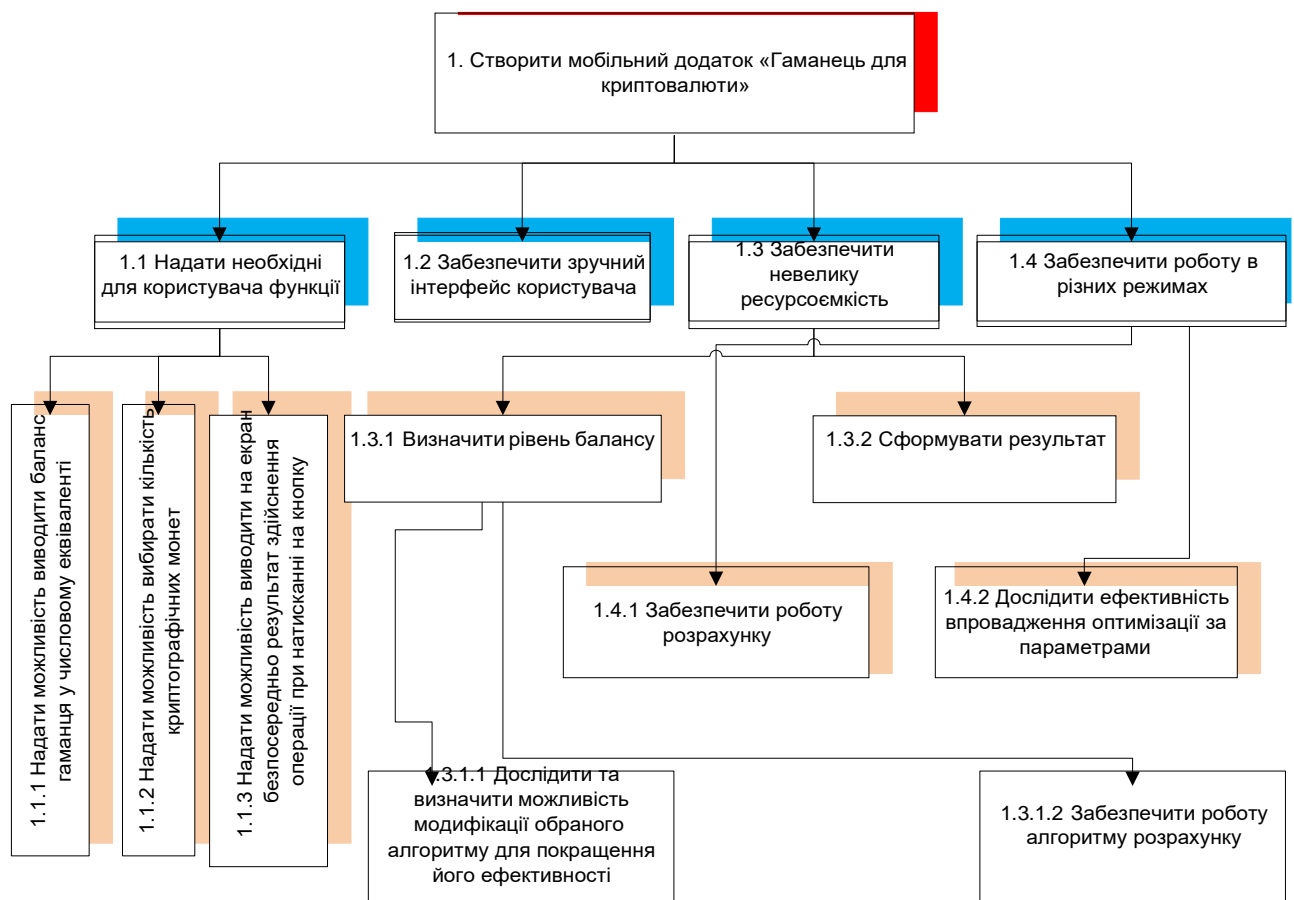 1. Створити мобільний додаток «Гаманець для
криптовалюти»
1.1 Надати необхідні
для користувача функції
1.2 Забезпечити зручний
інтерфейс користувача
1.3 Забезпечити
невелику
ресурсоємкість
1.4 Забезпечити роботу в
різних режимах
1.1.1 Надати можливість виводити баланс
гаманця у числовому еквіваленті
1.1.2 Надати можливість вибирати кількість
криптографічних монет
1.1.3 Надати можливість виводити на екран
безпосередньо результат здійснення
операції при натисканні на кнопку
1.3.1 Визначити рівень балансу
1.3.2 Сформувати результат
1.4.1 Забезпечити роботу
розрахунку
1.4.2 Дослідити ефективність
впровадження оптимізації за
параметрами
1.3.1.1 Дослідити та
визначити можливість
модифікації обраного
алгоритму для покращення
його ефективності
1.3.1.2 Забезпечити роботу
алгоритму розрахунку